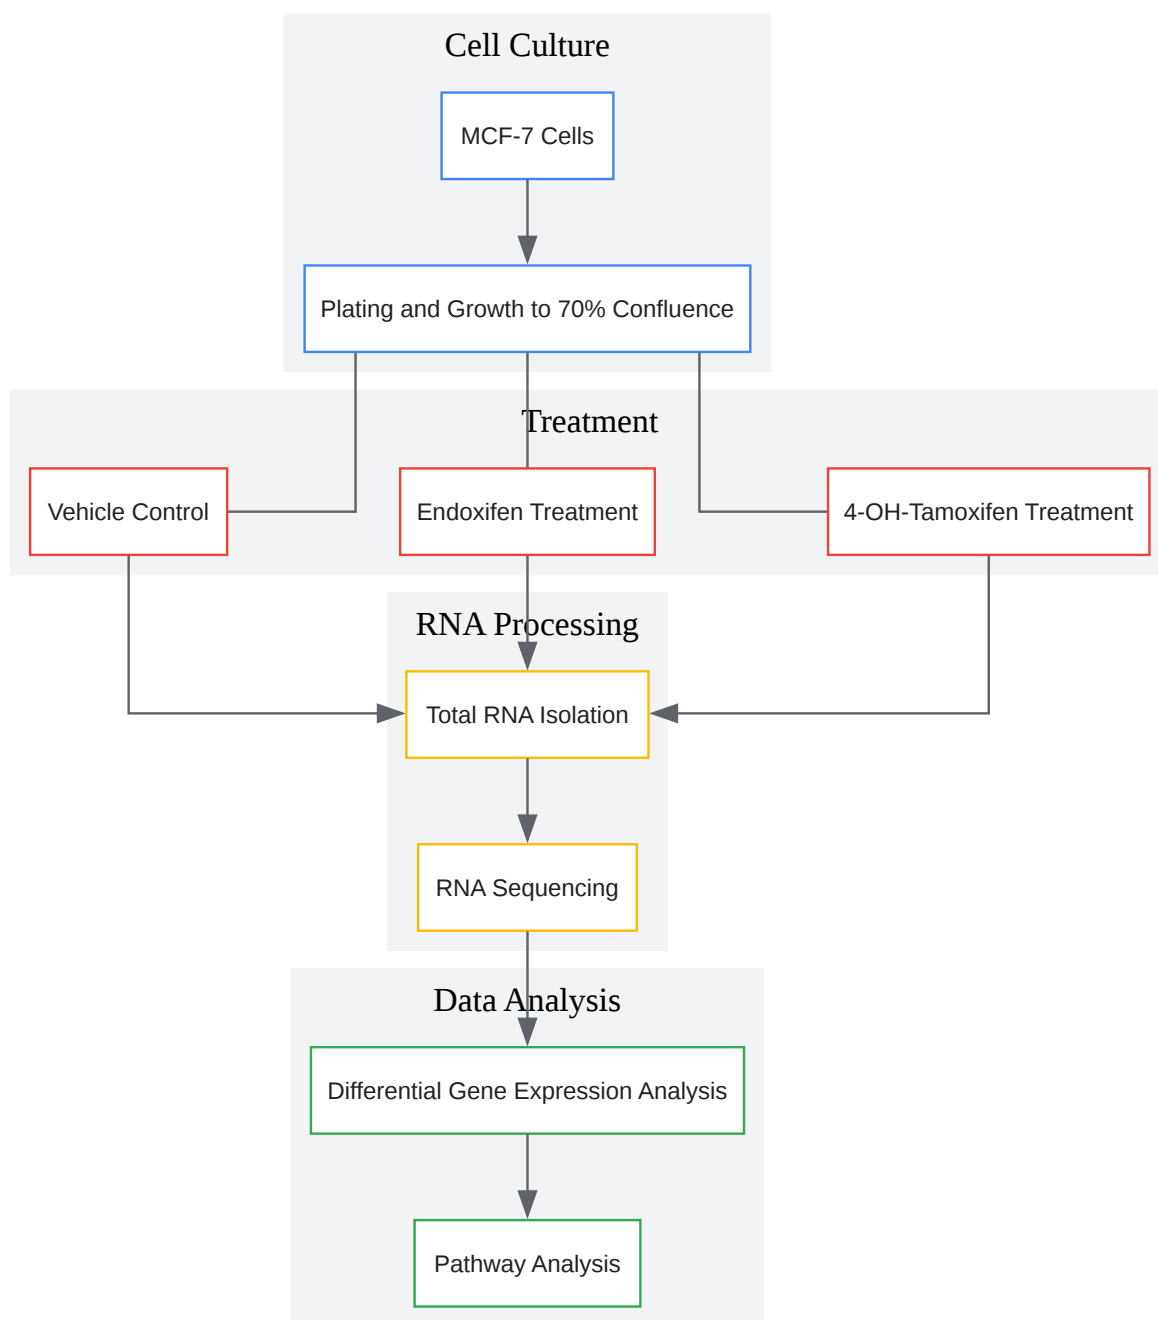 Cell Culture
MCF-7 Cells
Plating and Growth to 70% Confluence
Treatment
Vehicle Control
Endoxifen Treatment
4-OH-Tamoxifen Treatment
RNA Processing
Total RNA Isolation
RNA Sequencing
Data Analysis
Differential Gene Expression Analysis
Pathway Analysis